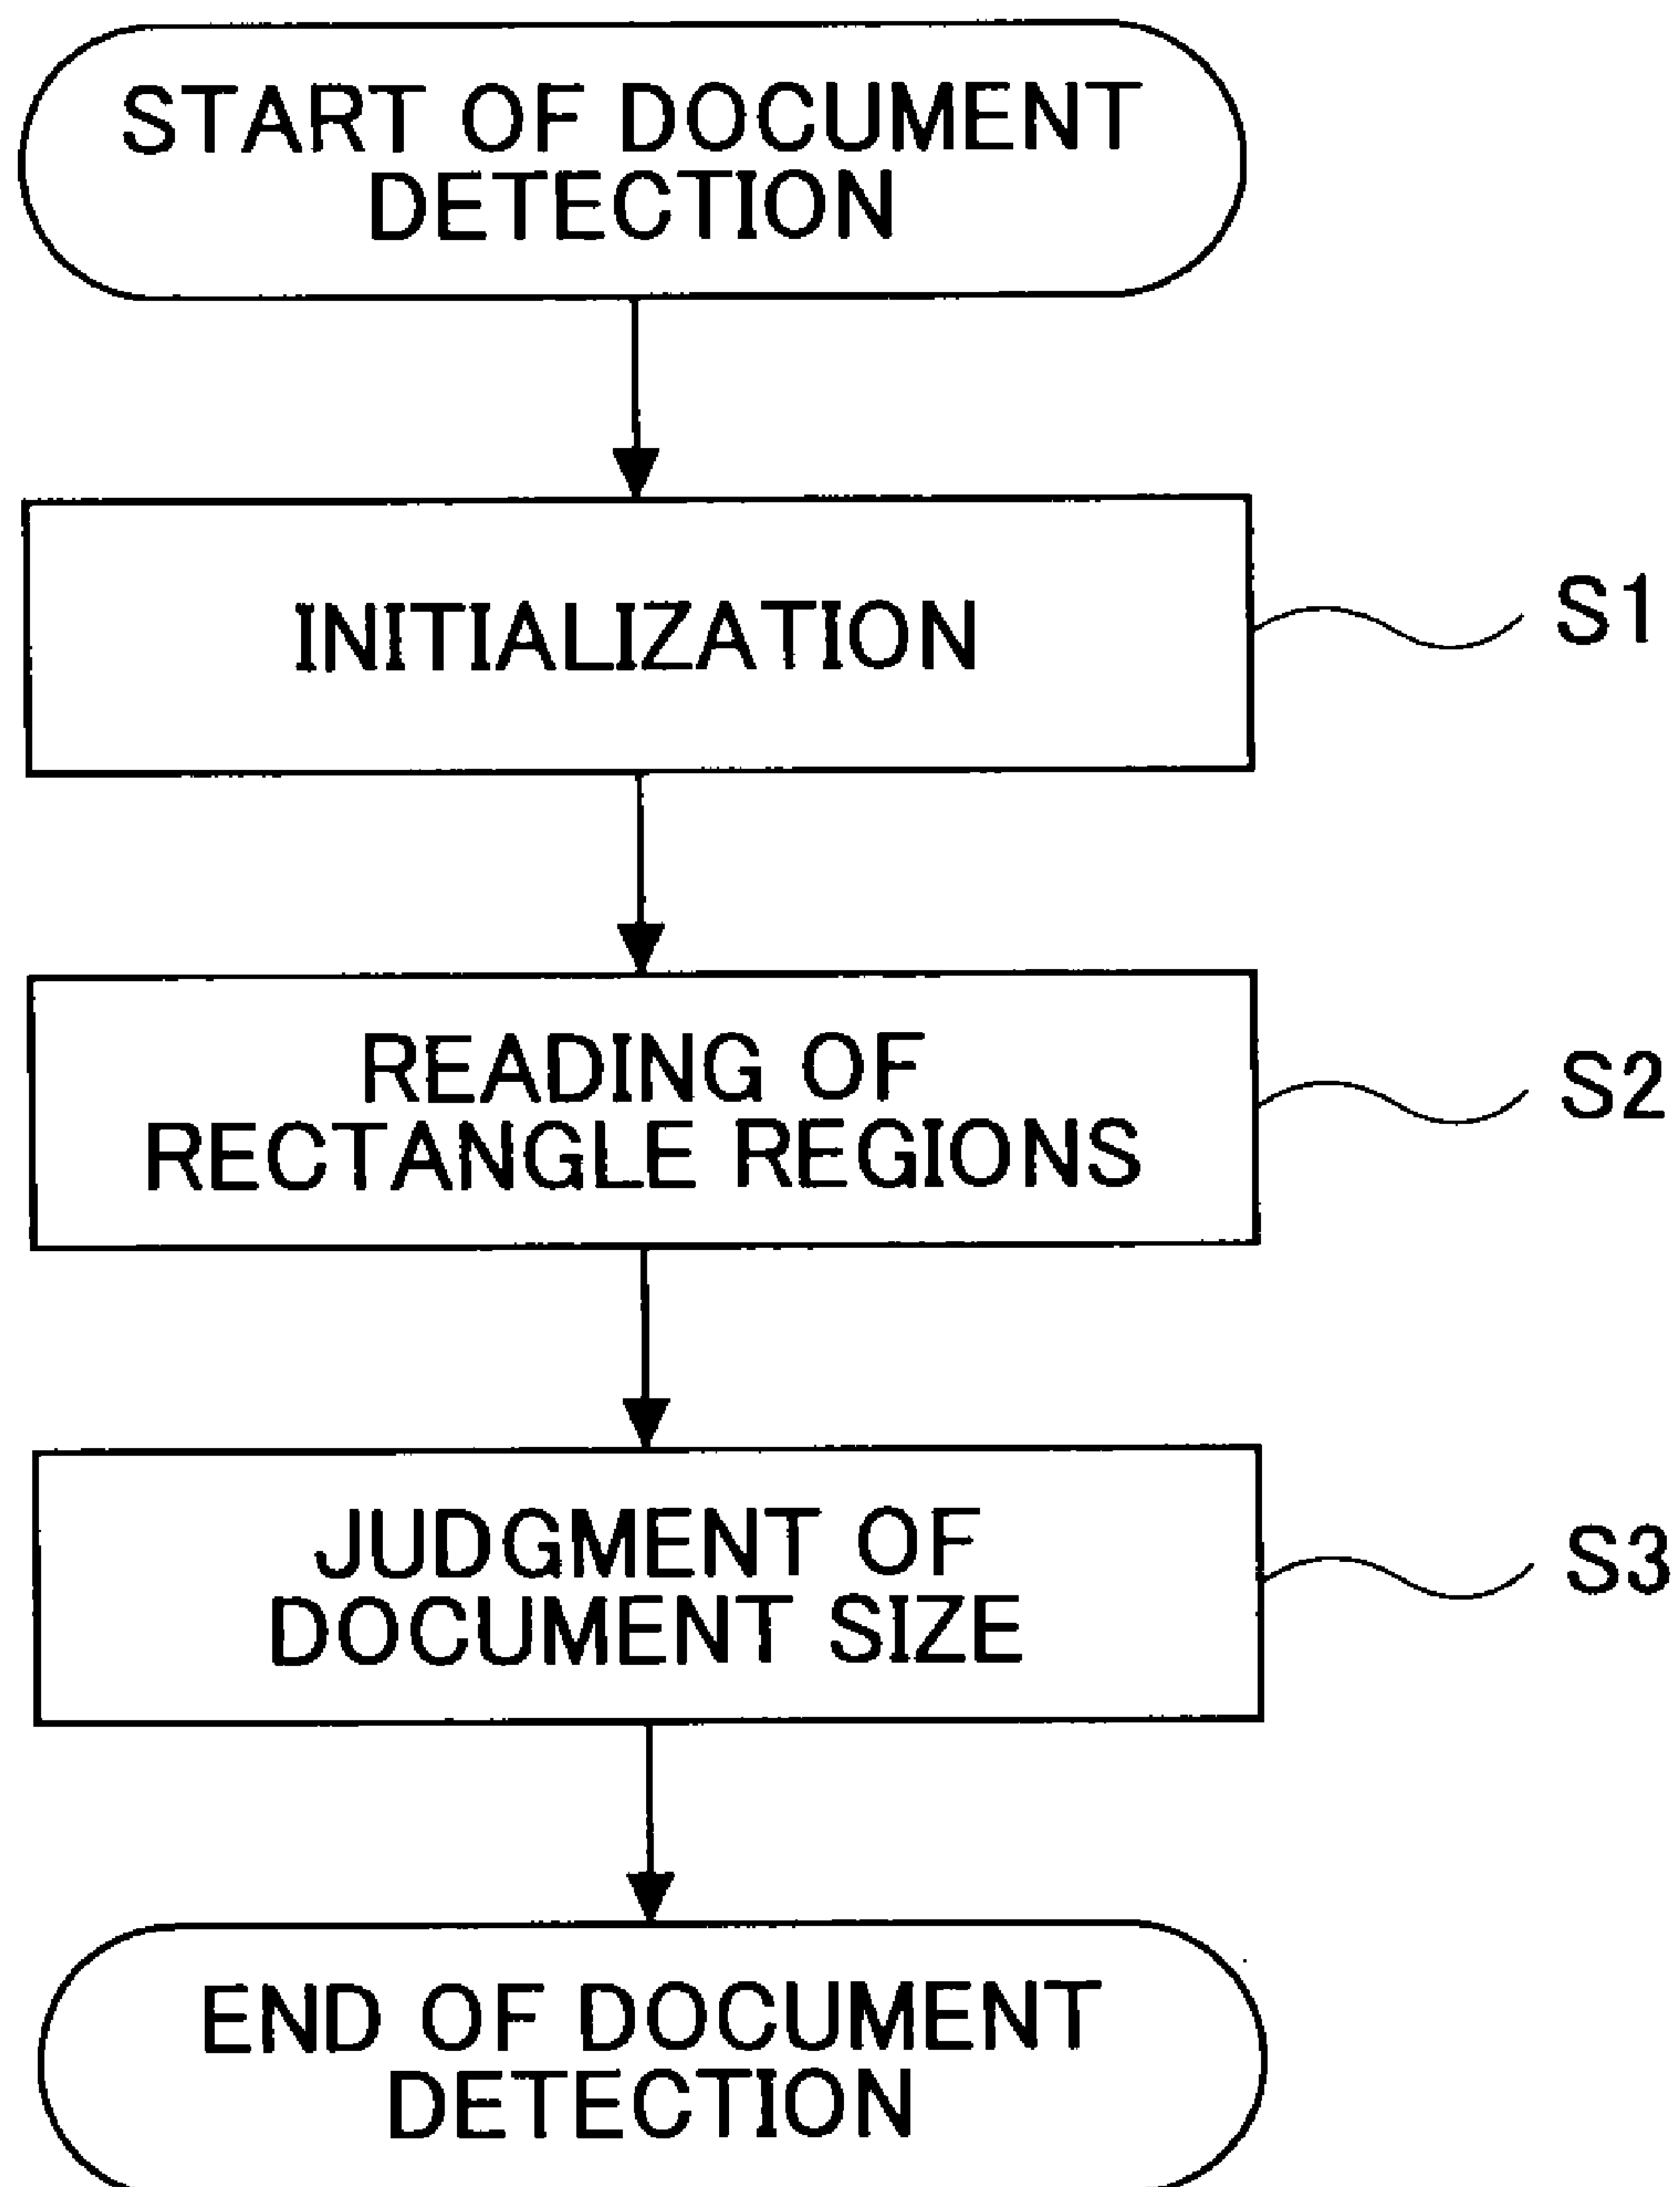 START OF DOCUMENT
DETECTION
INITIALIZATION
S1
READING OF
RECTANGLE REGIONS
S2
JUDGMENT OF
DOCUMENT SIZE
S3
END OF DOCUMENT
DETECTION